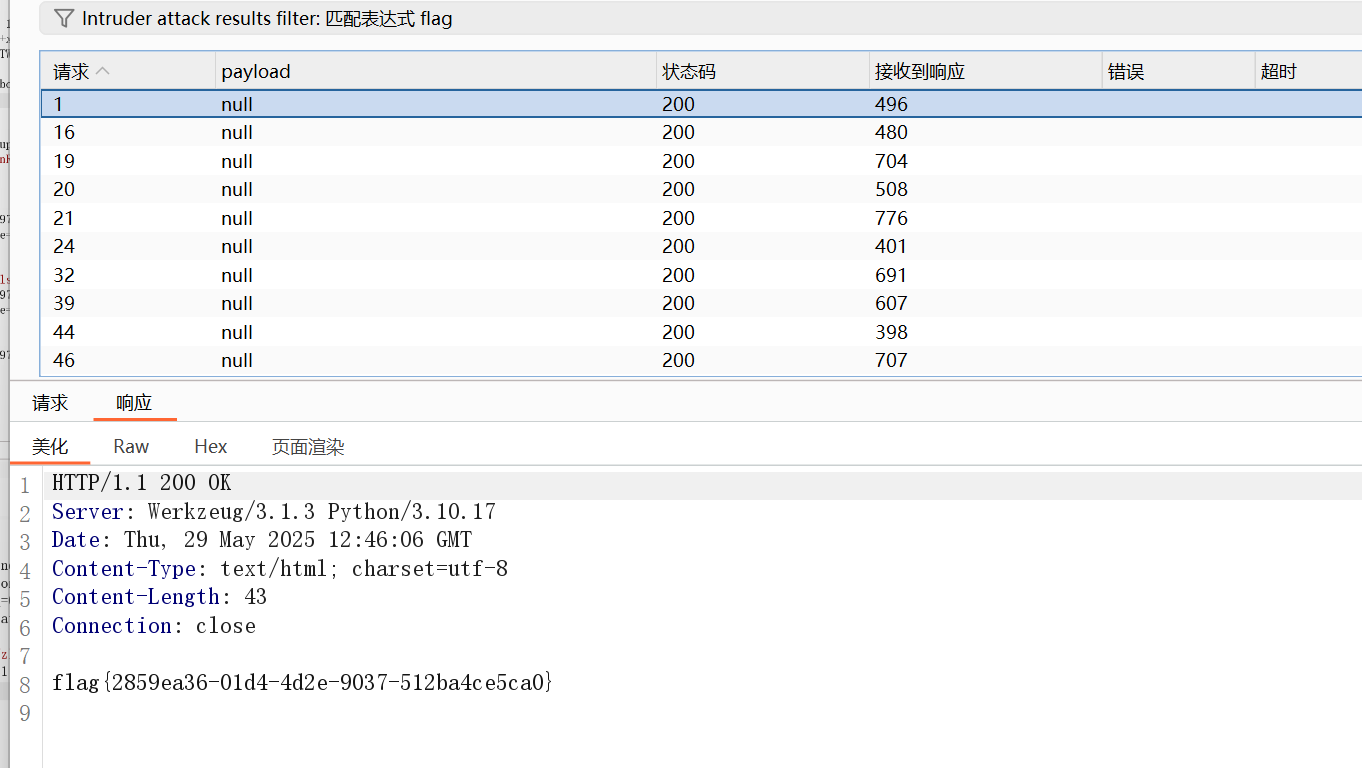 Intruder attack results filter: 匹配表达式 flag
请求 payload 状态码 接收到响应 错误 超时
1 null 200 496
16 null 200 480
19 null 200 704
20 null 200 508
21 null 200 776
24 null 200 401
32 null 200 691
39 null 200 607
44 null 200 398
46 null 200 707
请求 响应
美化 Raw Hex 页面渲染
1 HTTP/1.1 200 OK
2 Server: Werkzeug/3.1.3 Python/3.10.17
3 Date: Thu, 29 May 2025 12:46:06 GMT
4 Content-Type: text/html; charset=utf-8
5 Content-Length: 43
6 Connection: close
7
8 flag{2859ea36-01d4-4d2e-9037-512ba4ce5ca0}
9